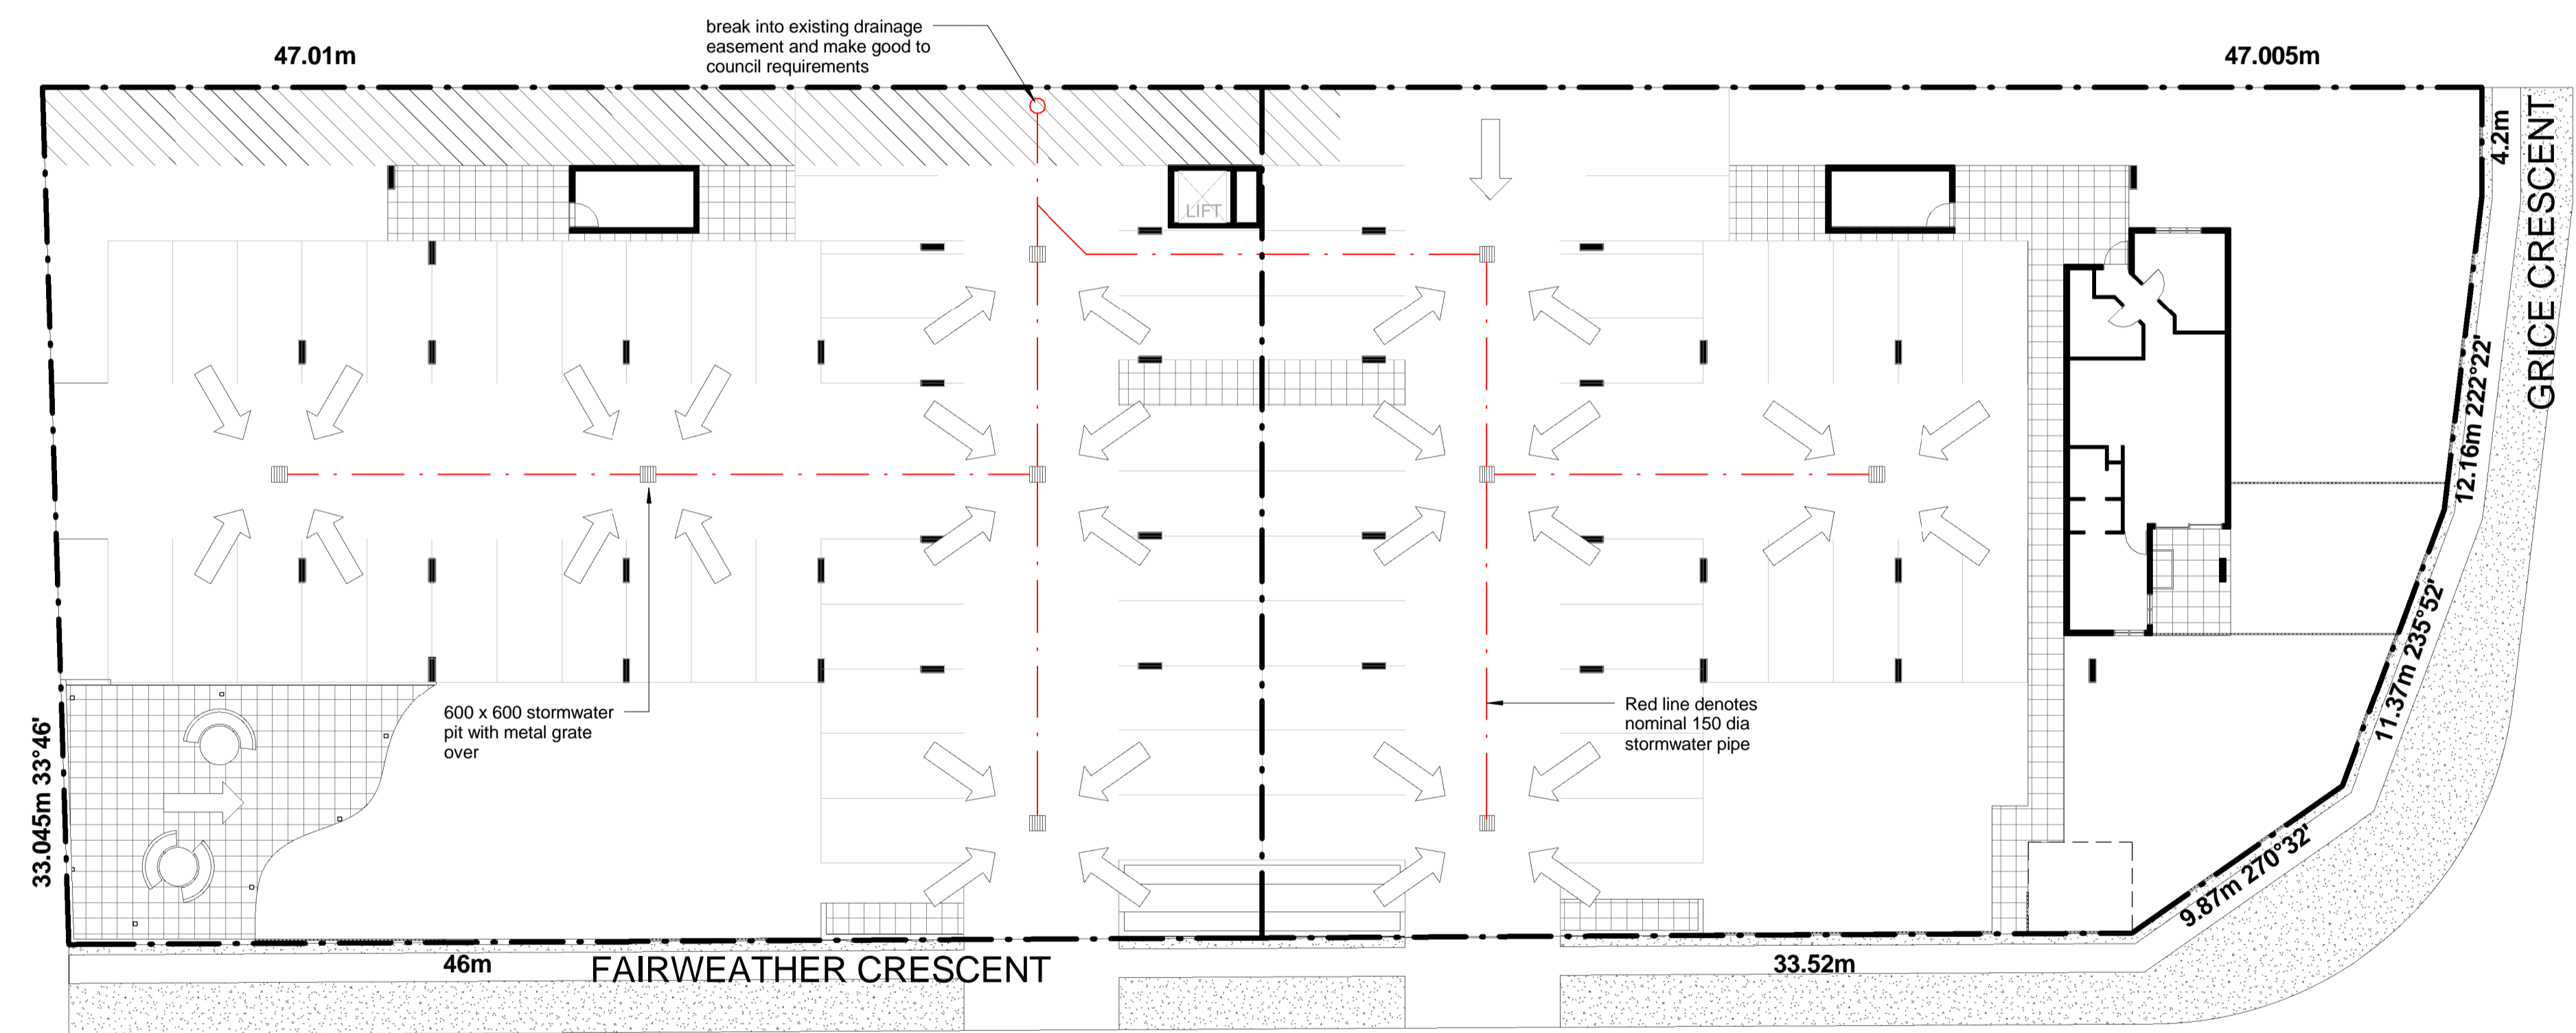 break into existing drainage
easement and make good to
council requirements
47.01m
47.005m
4.2m
GRICE CRESCENT
LIFT
12.16m 222°22'
11.37m 235°52'
600 x 600 stormwater
pit with metal grate
over
Red line denotes
nominal 150 dia
stormwater pipe
33.045m 33°46'
9.87m 270°32'
46m
FAIRWEATHER CRESCENT
33.52m